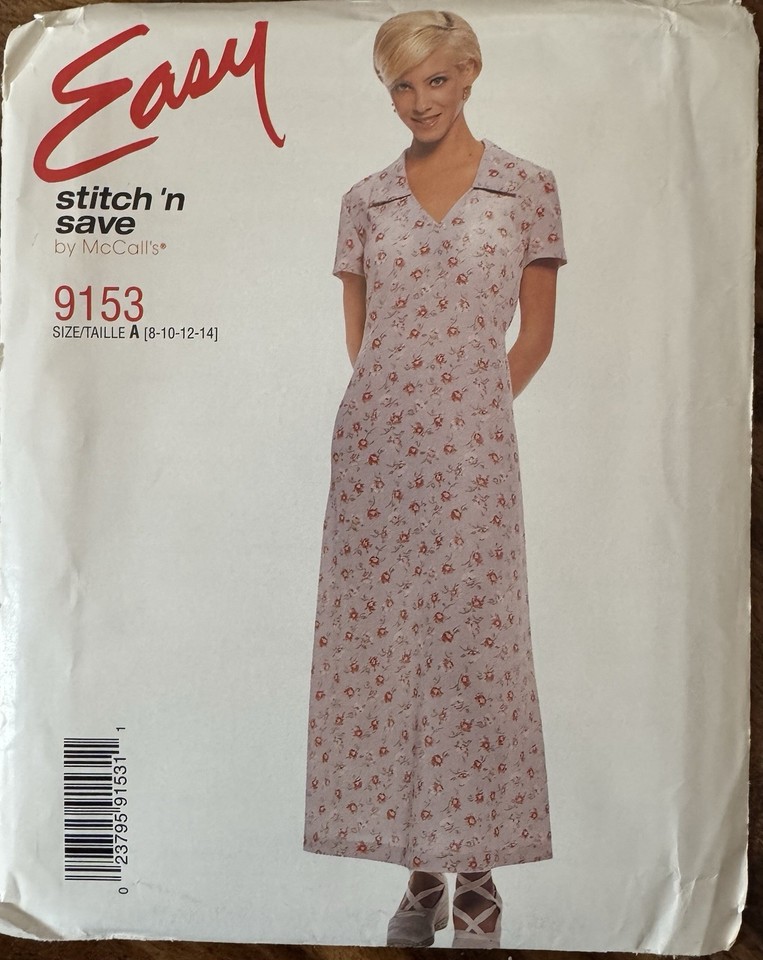 Easy
stitch 'n
save
by McCall's®
9153
SIZE/TAILLE A [8-10-12-14]
0 23795 91531 1